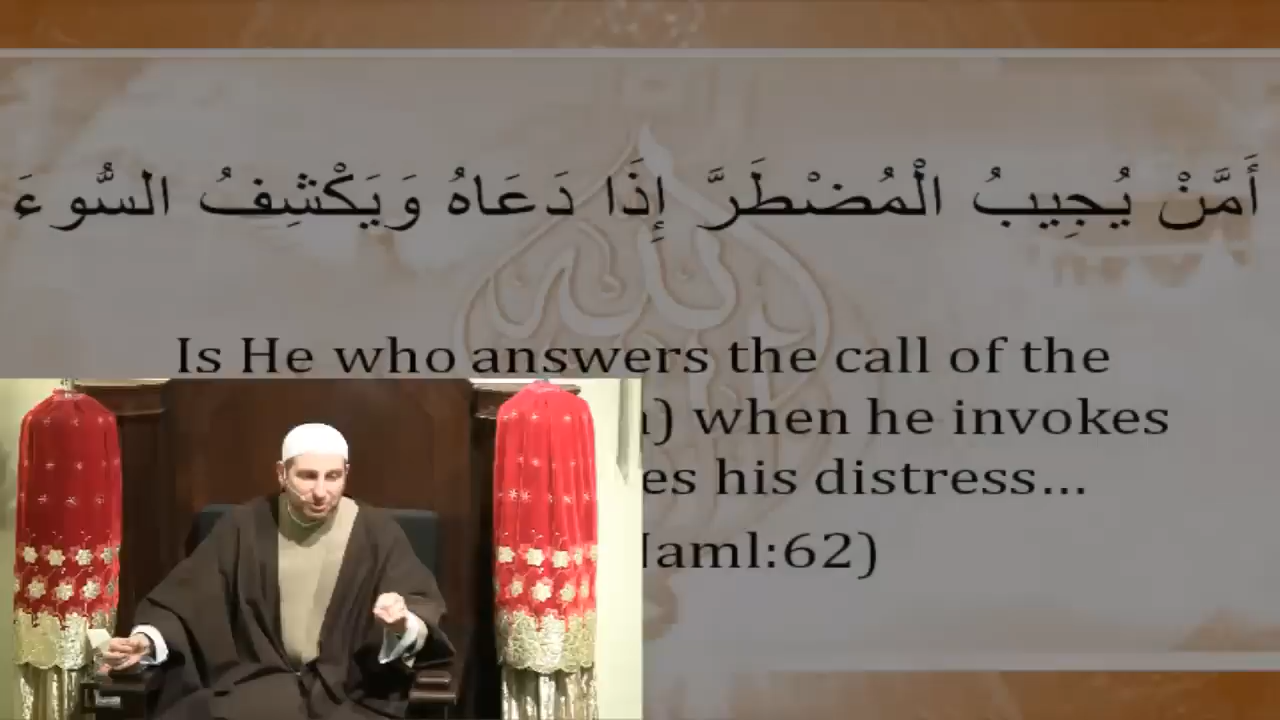 أَمَّنْ يُجِيبُ الْمُضْطَرَّ إِذَا دَعَاهُ وَيَكْشِفُ السُّوءَ
Is He who answers the call of the
) when he invokes
es his distress...
aml:62)